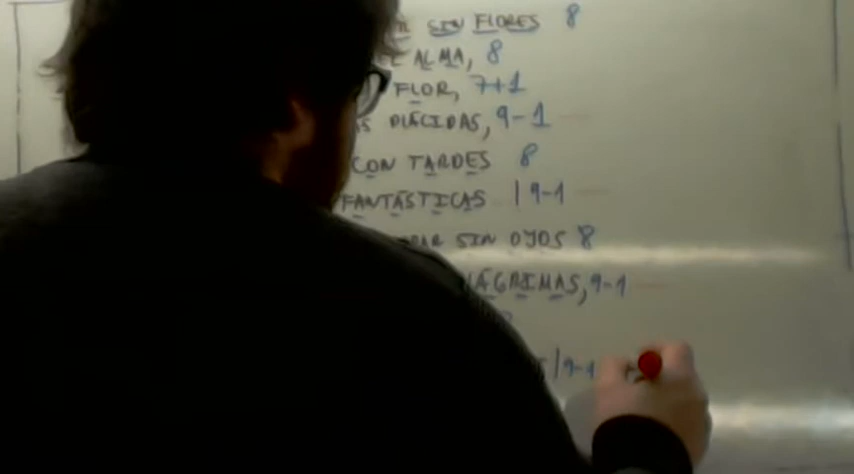 SIN FLORES 8
ALMA, 8
FLOR, 7+1
PLÁCIDAS, 9-1
CON TARDES 8
FANTÁSTICAS | 9-1
SIN OJOS 8
LÁGRIMAS, 9-1
| 9-1